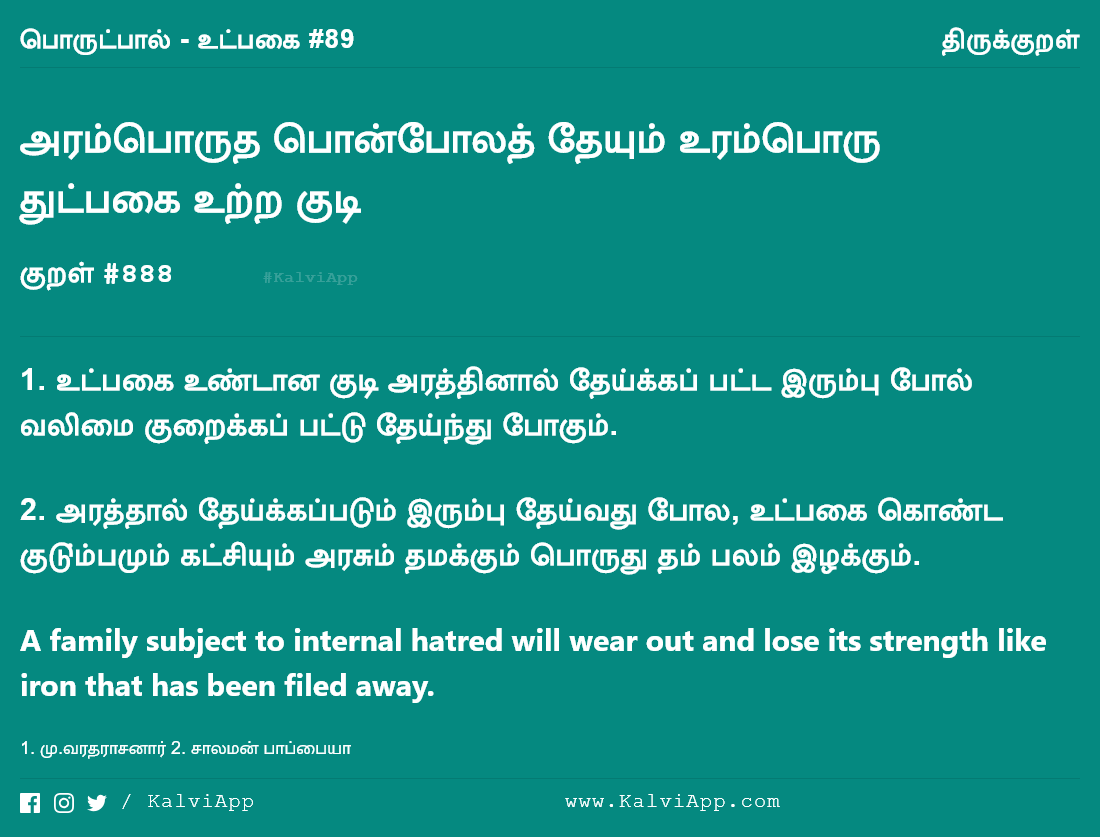 பொருட்பால் - உட்பகை #89
திருக்குறள்
அரம்பொருத பொன்போலத் தேயும் உரம்பொரு
துட்பகை உற்ற குடி
குறள் #888
#KalviApp
1. உட்பகை உண்டான குடி அரத்தினால் தேய்க்கப் பட்ட இரும்பு போல்
வலிமை குறைக்கப் பட்டு தேய்ந்து போகும்.
2. அரத்தால் தேய்க்கப்படும் இரும்பு தேய்வது போல, உட்பகை கொண்ட
குடும்பமும் கட்சியும் அரசும் தமக்கும் பொருது தம் பலம் இழக்கும்.
A family subject to internal hatred will wear out and lose its strength like
iron that has been filed away.
1. மு.வரதராசனார் 2. சாலமன் பாப்பையா
/ KalviApp
www.KalviApp.com